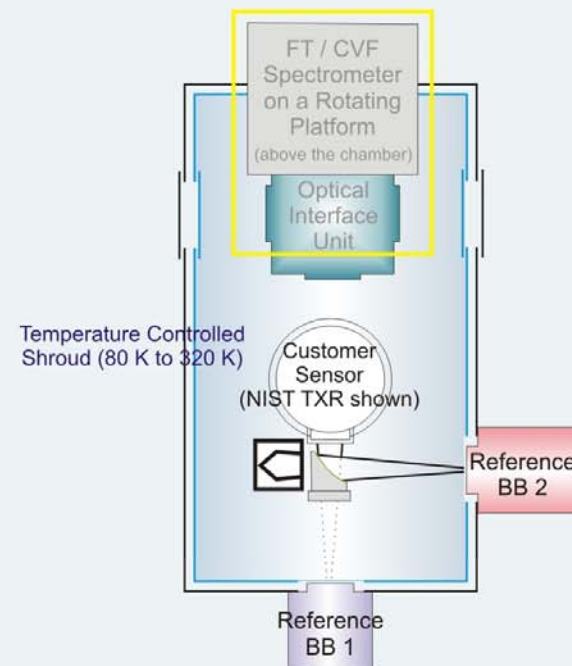 FT / CVF
Spectrometer
on a Rotating
Platform
(above the chamber)
Optical
Interface
Unit
Temperature Controlled
Shroud (80 K to 320 K)
Customer
Sensor
(NIST TXR shown)
Reference
BB 2
Reference
BB 1